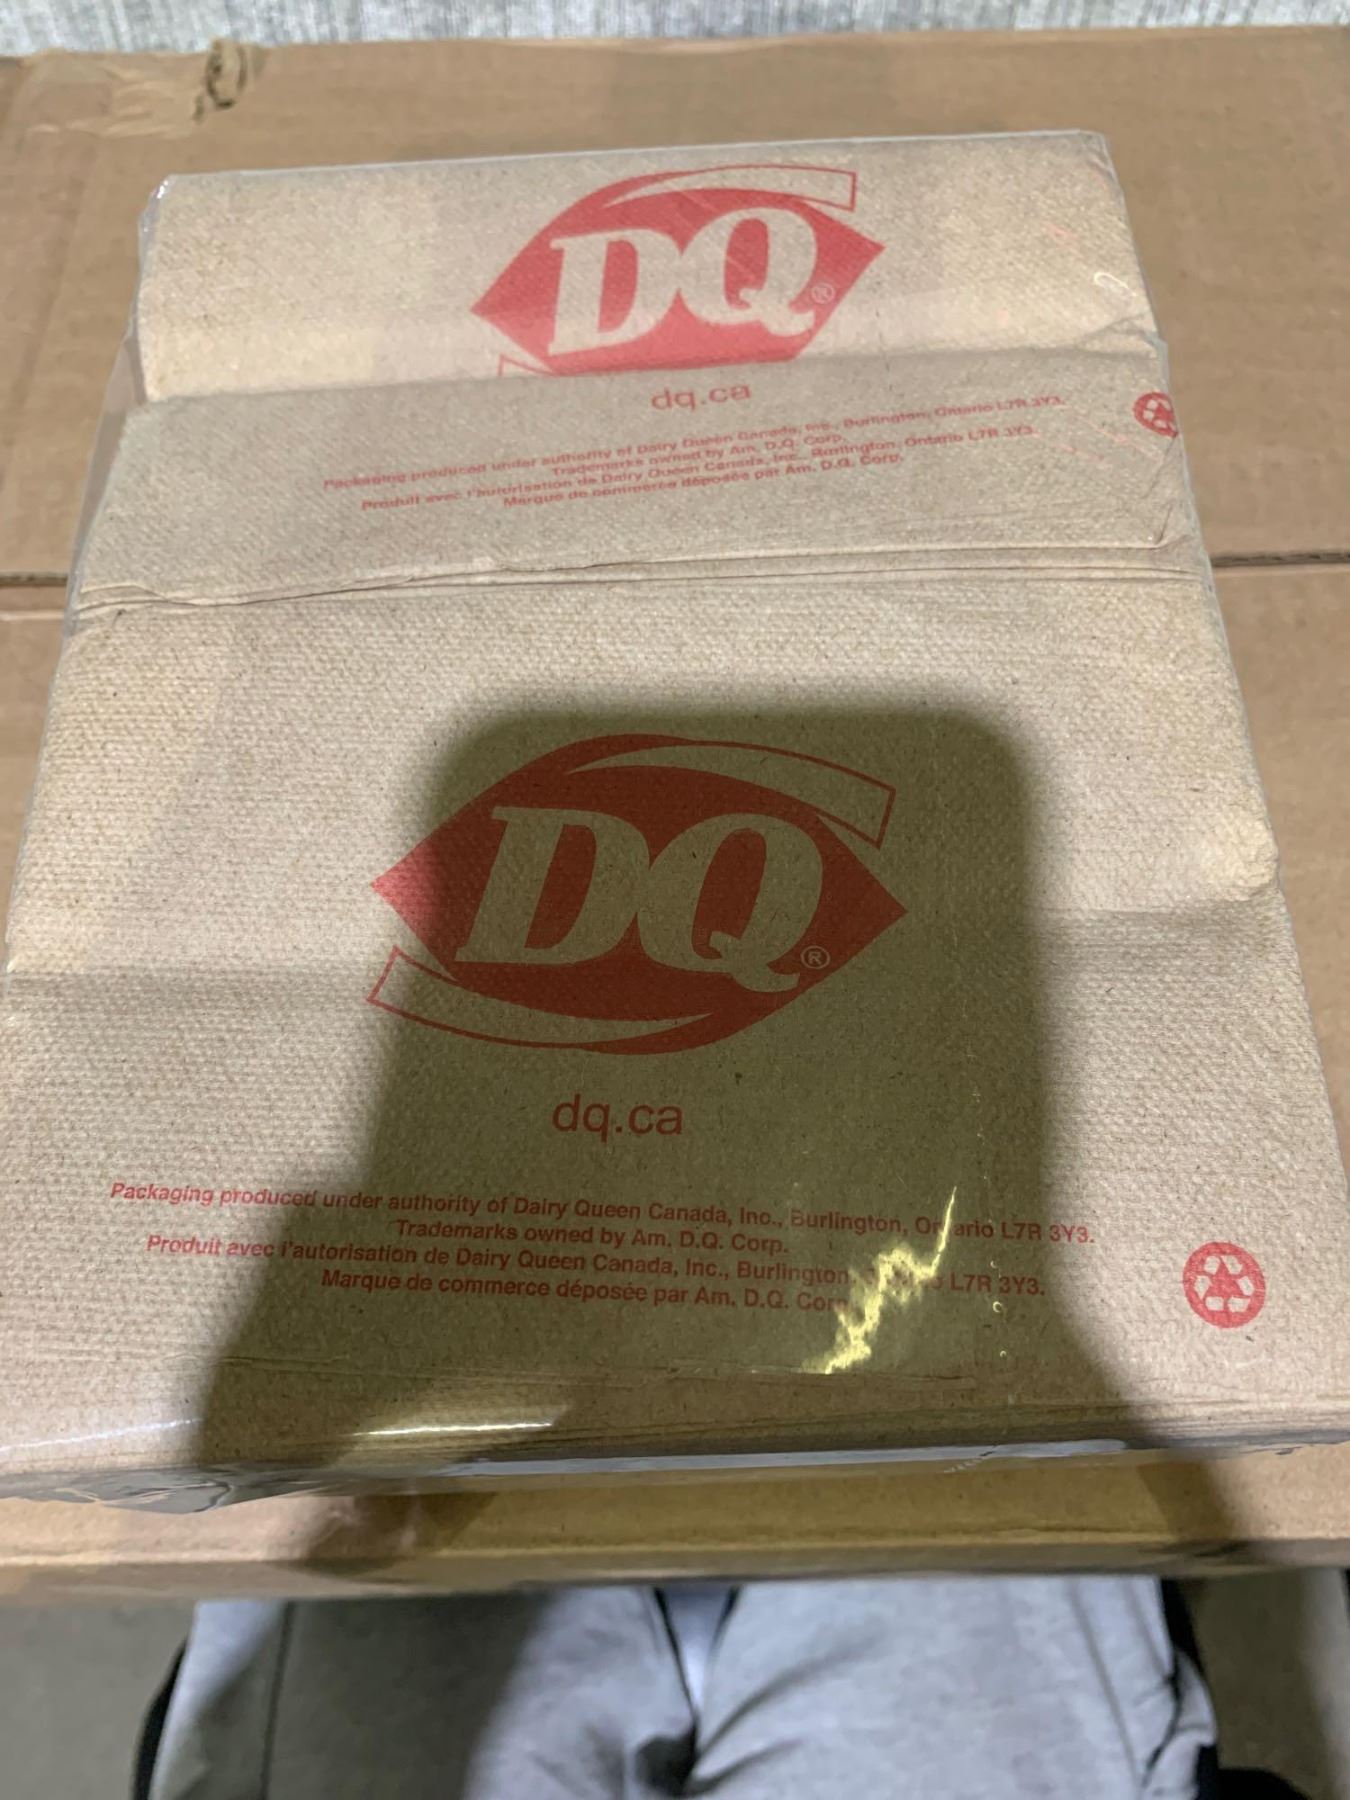 DQ®
dq.ca
Packaging produced under authority of Dairy Queen Canada, Inc., Burlington, Ontario L7R 3Y3.
Trademarks owned by Am. D.Q. Corp.
Produit avec l'autorisation de Dairy Queen Canada, Inc., Burlington, Ontario L7R 3Y3.
Marque de commerce déposée par Am. D.Q. Corp.
DQ®
dq.ca
Packaging produced under authority of Dairy Queen Canada, Inc., Burlington, Ontario L7R 3Y3.
Trademarks owned by Am. D.Q. Corp.
Produit avec l'autorisation de Dairy Queen Canada, Inc., Burlington, L7R 3Y3.
Marque de commerce déposée par Am. D.Q. Corp